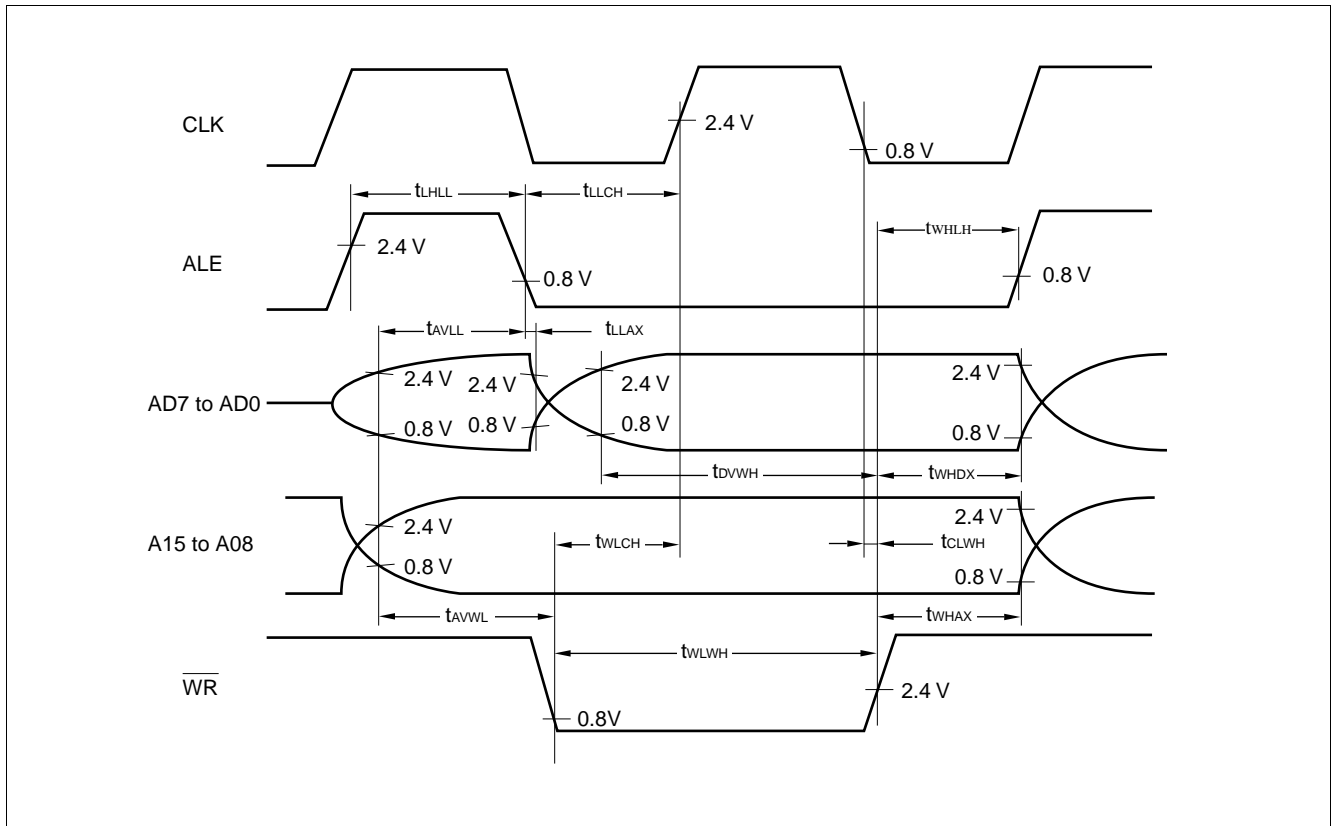 CLK
2.4 V
0.8 V
tLHLL
tLLCH
tWHLH
ALE
2.4 V
0.8 V
0.8 V
tAVLL
tLLAX
AD7 to AD0
2.4 V
2.4 V
2.4 V
2.4 V
0.8 V
0.8 V
0.8 V
0.8 V
tDVWH
tWHDX
A15 to A08
2.4 V
2.4 V
tWLCH
tCLWH
0.8 V
0.8 V
tAVWL
tWHAX
tWLWH
WR
2.4 V
0.8V